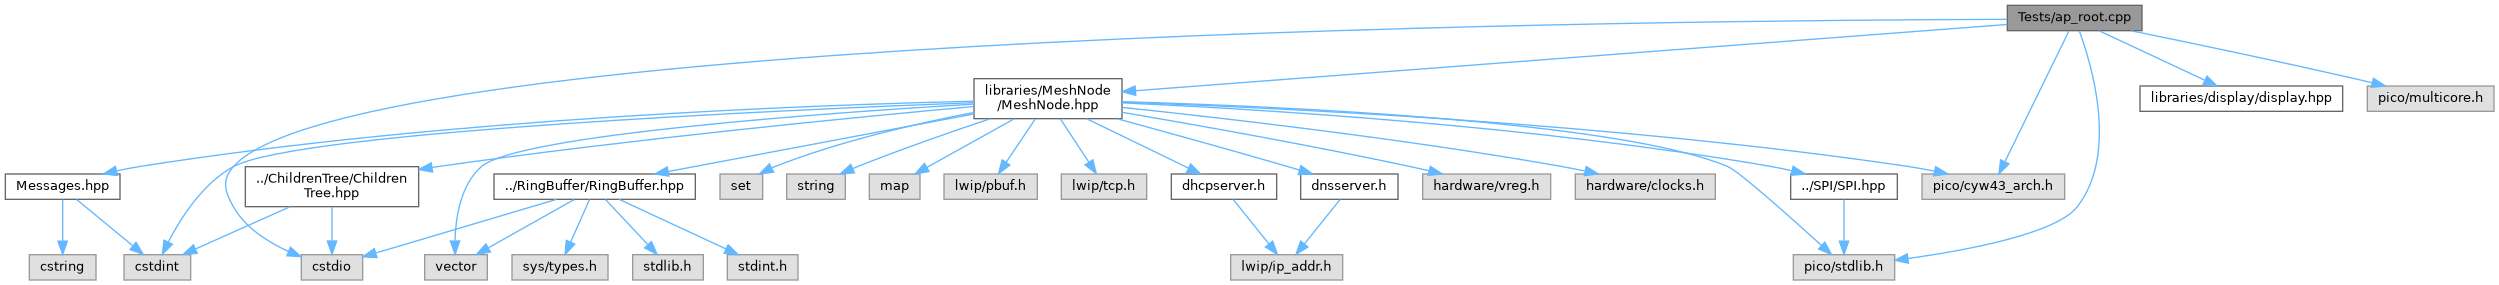 Tests/ap_root.cpp
libraries/MeshNode
/MeshNode.hpp
libraries/display/display.hpp
pico/multicore.h
Messages.hpp
../ChildrenTree/Children
Tree.hpp
../RingBuffer/RingBuffer.hpp
set
string
map
lwip/pbuf.h
lwip/tcp.h
dhcpserver.h
dnsserver.h
hardware/vreg.h
hardware/clocks.h
../SPI/SPI.hpp
pico/cyw43_arch.h
cstring
cstdint
cstdio
vector
sys/types.h
stdlib.h
stdint.h
lwip/ip_addr.h
pico/stdlib.h